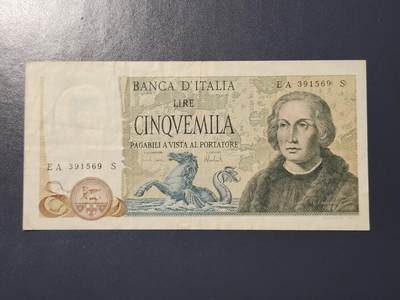 BANCA D'ITALIA
EA 391569 S
LIRE
CINQVEMILA
PAGABILI A VISTA AL PORTATORE
EA 391569 S